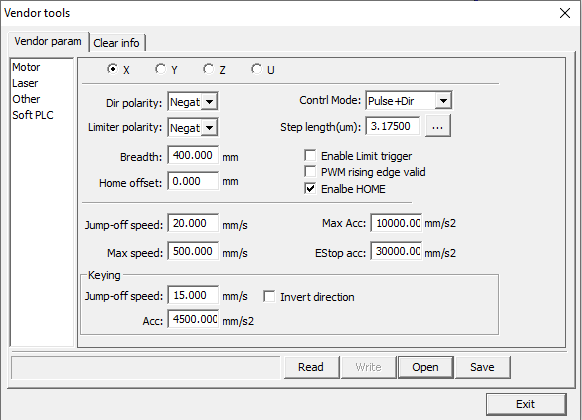 Vendor tools
Vendor param
Clear info
Motor
Laser
Other
Soft PLC
X Y Z U
Dir polarity: Negat
Contrl Mode: Pulse+Dir
Limiter polarity: Negat
Step length(um): 3.17500 ...
Breadth: 400.000 mm
Enable Limit trigger
PWM rising edge valid
Home offset: 0.000 mm
Enalbe HOME
Jump-off speed: 20.000 mm/s
Max Acc: 10000.00 mm/s2
Max speed: 500.000 mm/s
EStop acc: 30000.00 mm/s2
Keying
Jump-off speed: 15.000 mm/s
Invert direction
Acc: 4500.000 mm/s2
Read Write Open Save
Exit